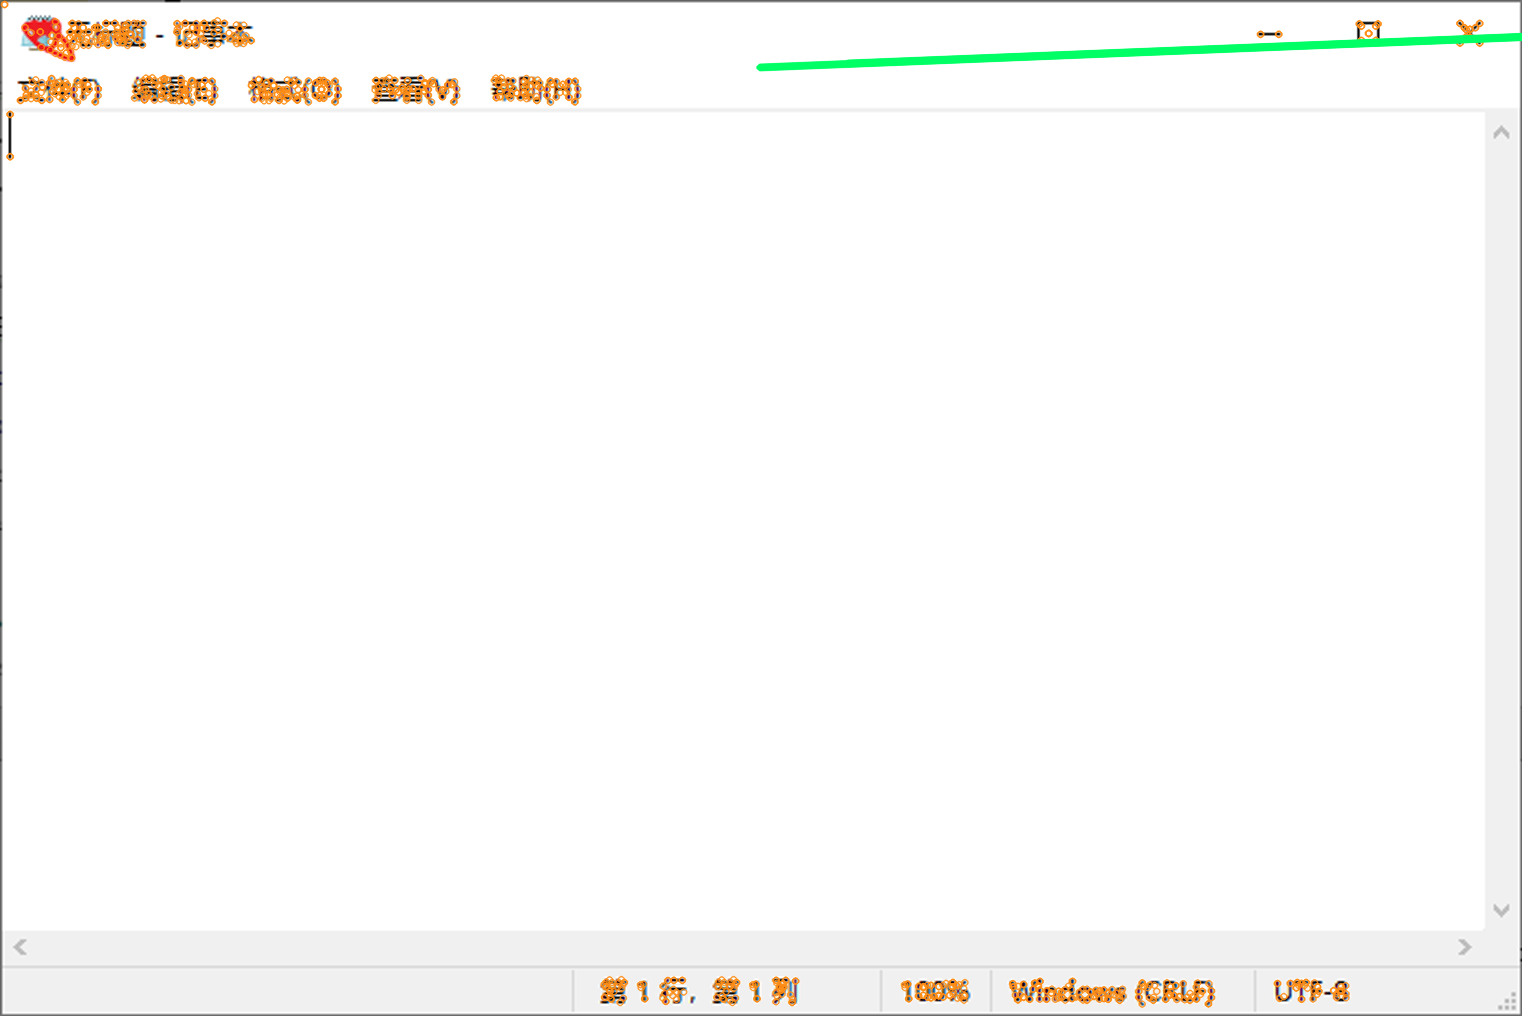 无标题 - 记事本
文件(F) 编辑(E) 格式(O) 查看(V) 帮助(H)
第 1 行, 第 1 列 100% Windows (CRLF) UTF-8